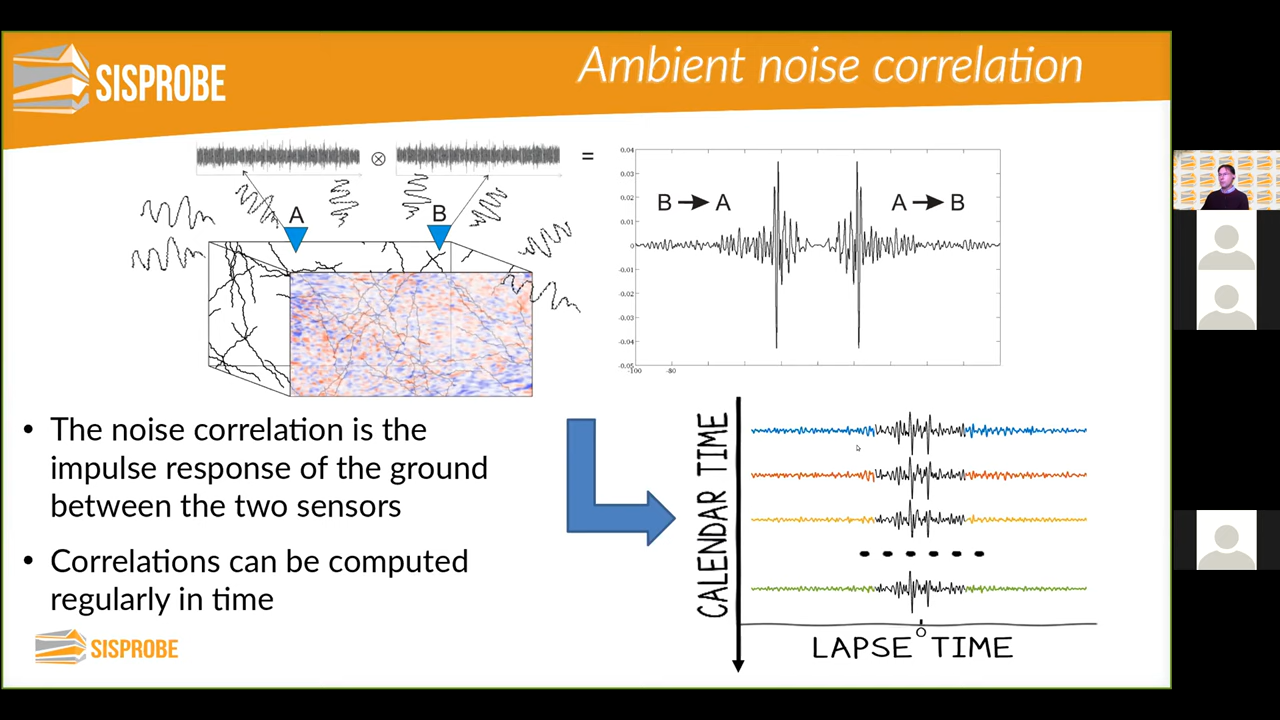 SISPROBE
Ambient noise correlation
⊗
=
A
B
0.04
0.03
0.02
0.01
0
-0.01
-0.02
-0.03
-0.04
-0.05
-100 -80
B → A
A → B
• The noise correlation is the
impulse response of the ground
between the two sensors
• Correlations can be computed
regularly in time
CALENDAR TIME
0
LAPSE TIME
SISPROBE